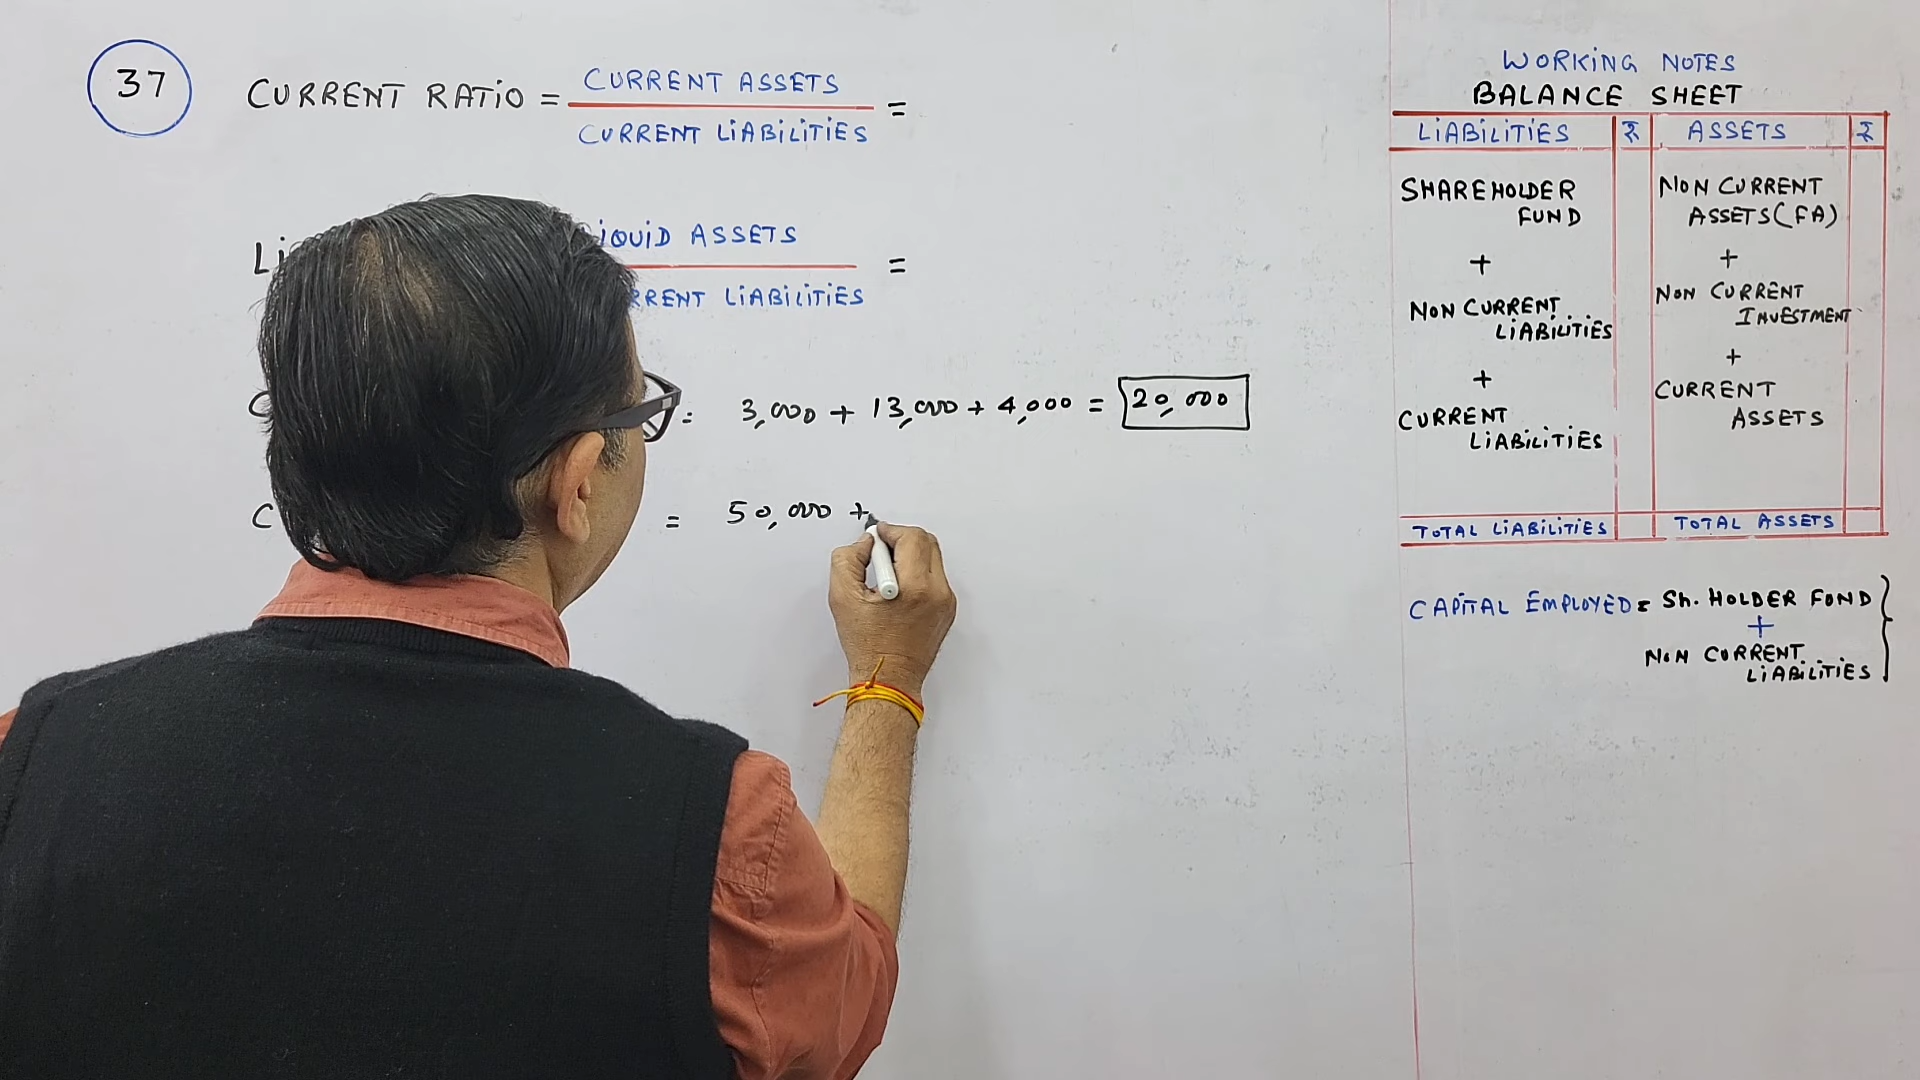 37
CURRENT RATIO = CURRENT ASSETS
CURRENT LIABILITIES
=
LIQUID ASSETS
CURRENT LIABILITIES
=
= 3,000 + 13,000 + 4,000 = 20,000
= 50,000 +
WORKING NOTES
BALANCE SHEET
LIABILITIES ₹ ASSETS ₹
SHAREHOLDER
FUND
+
NON CURRENT
LIABILITIES
+
CURRENT
LIABILITIES
TOTAL LIABILITIES
NON CURRENT
ASSETS (FA)
+
NON CURRENT
INVESTMENT
+
CURRENT
ASSETS
TOTAL ASSETS
CAPITAL EMPLOYED = SH. HOLDER FUND
+
NON CURRENT
LIABILITIES